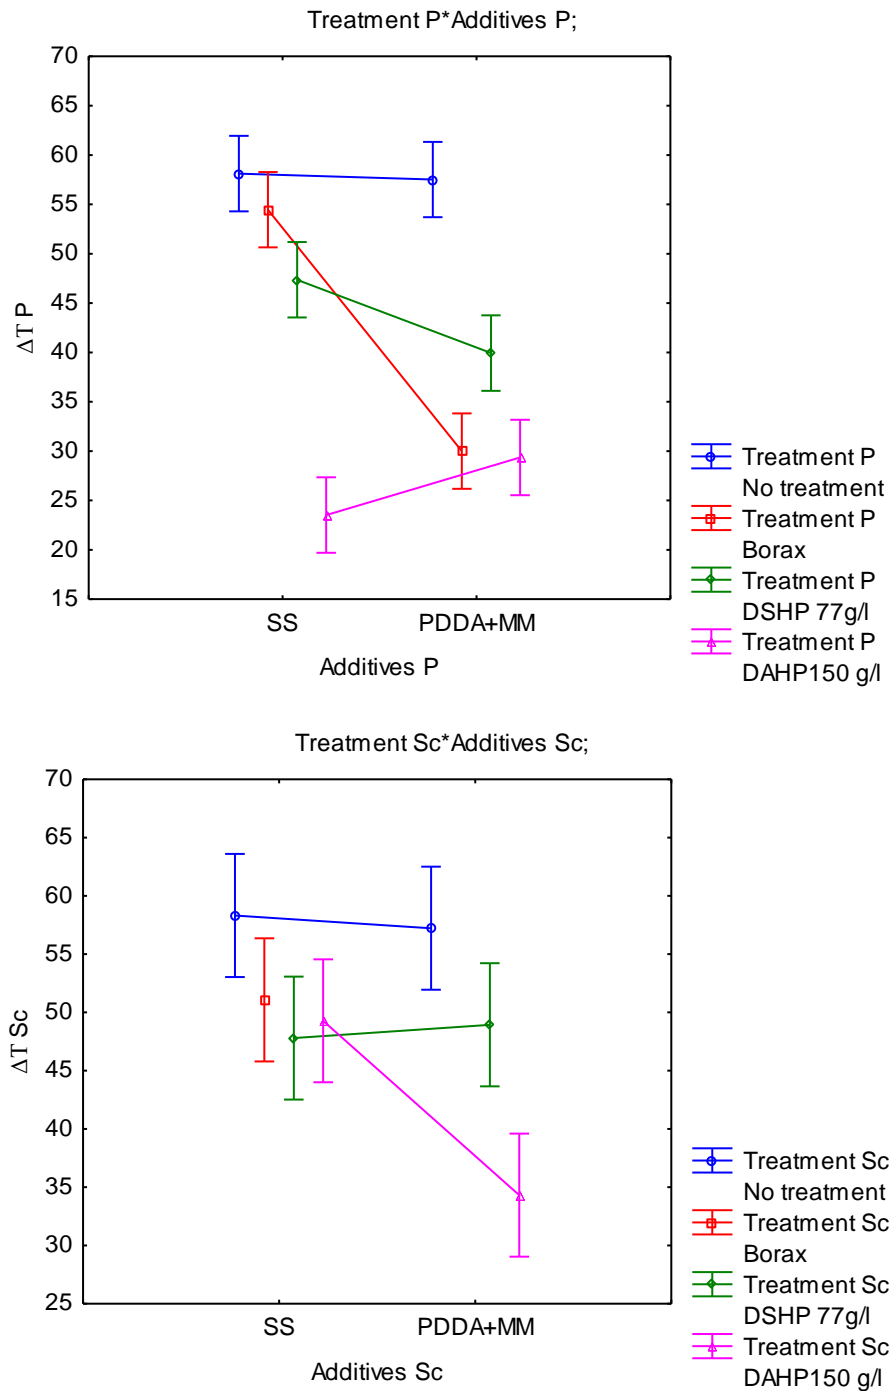 Treatment P*Additives P;
70
65
60
55
50
45
40
35
30
25
20
15
ΔT P
SS
PDDA+MM
Additives P
Treatment P
No treatment
Treatment P
Borax
Treatment P
DSHP 77g/l
Treatment P
DAHP150 g/l
Treatment Sc*Additives Sc;
70
65
60
55
50
45
40
35
30
25
ΔT Sc
SS
PDDA+MM
Additives Sc
Treatment Sc
No treatment
Treatment Sc
Borax
Treatment Sc
DSHP 77g/l
Treatment Sc
DAHP150 g/l